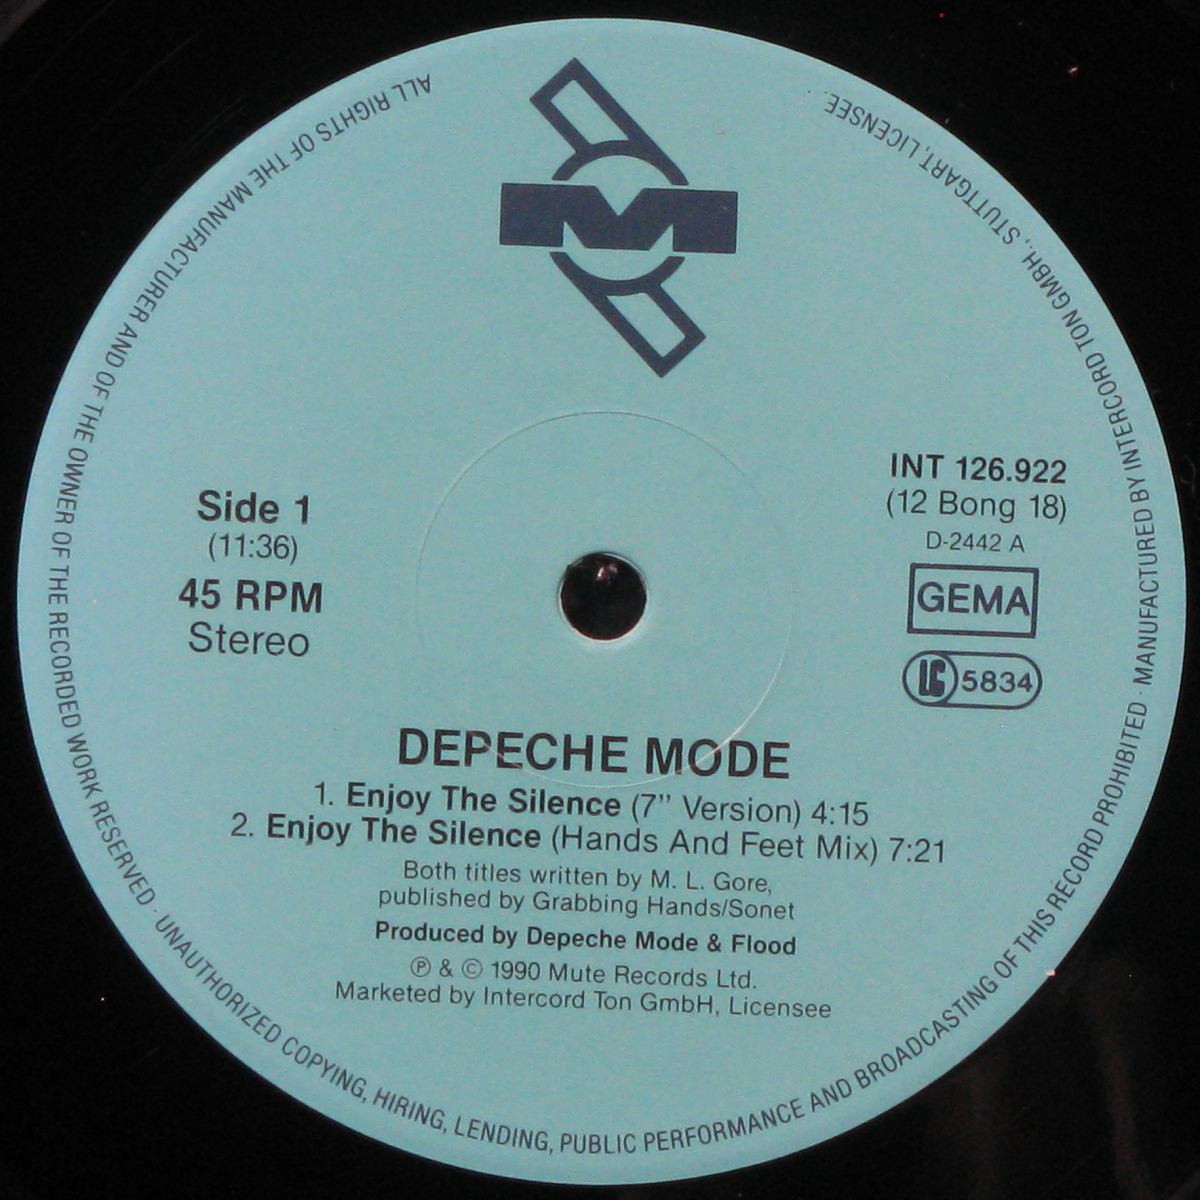 M
Side 1
(11:36)
45 RPM
Stereo
INT 126.922
(12 Bong 18)
D-2442 A
GEMA
LC 5834
DEPECHE MODE
1. Enjoy The Silence (7” Version) 4:15
2. Enjoy The Silence (Hands And Feet Mix) 7:21
Both titles written by M. L. Gore,
published by Grabbing Hands/Sonet
Produced by Depeche Mode & Flood
℗ & © 1990 Mute Records Ltd.
Marketed by Intercord Ton GmbH, Licensee
ALL RIGHTS OF THE MANUFACTURER AND OF THE OWNER OF THE RECORDED WORK RESERVED · UNAUTHORIZED COPYING, HIRING, LENDING, PUBLIC PERFORMANCE AND BROADCASTING OF THIS RECORD PROHIBITED · MANUFACTURED BY INTERCORD TON GMBH., STUTTGART, LICENSEE